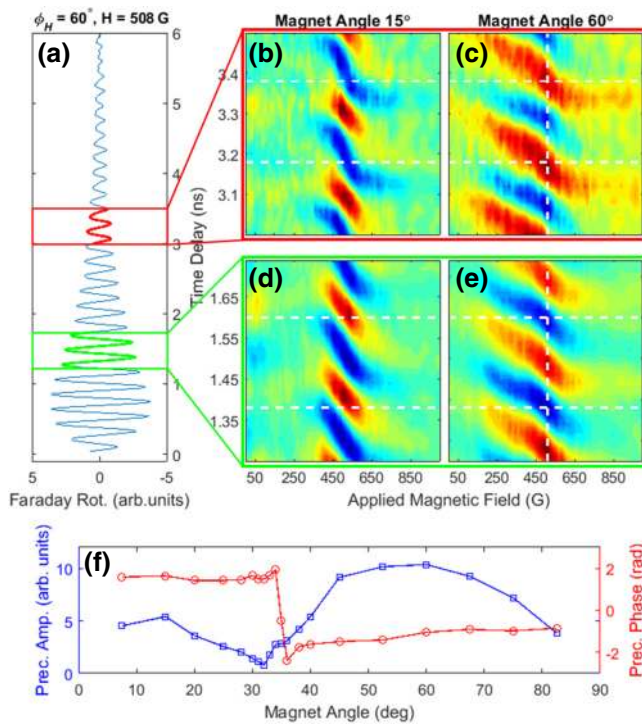 ϕH = 60°, H = 508 G
(a)
6
5
4
3
2
1
0
5 0 -5
Faraday Rot. (arb.units)
Time Delay (ns)
Magnet Angle 15°
Magnet Angle 60°
(b)
(c)
3.4
3.3
3.2
3.1
(d)
(e)
1.65
1.55
1.45
1.35
50 250 450 650 850
50 250 450 650 850
Applied Magnetic Field (G)
(f)
Prec. Amp. (arb. units)
10
5
0
Prec. Phase (rad)
2
0
-2
0 10 20 30 40 50 60 70 80 90
Magnet Angle (deg)